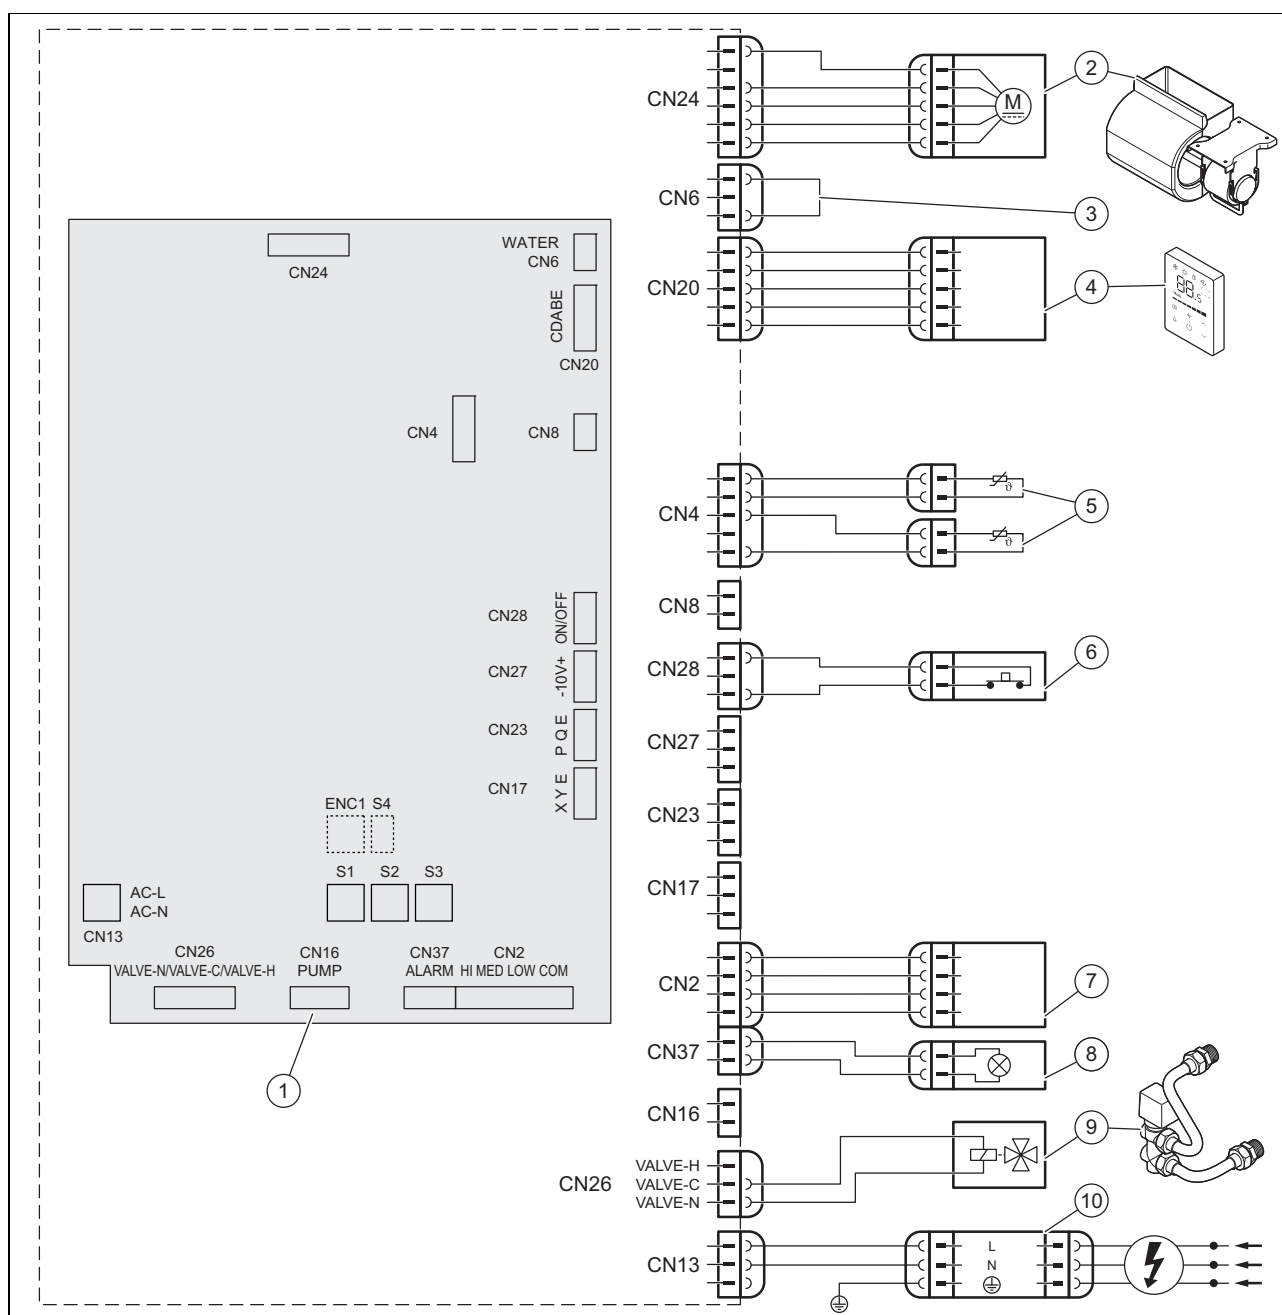 CN24
M
2
CN6
3
CN20
4
88.5
CN4
ϑ
ϑ
5
CN8
CN28
6
CN27
CN23
CN17
CN2
7
CN37
8
CN16
CN26
VALVE-H
VALVE-C
VALVE-N
9
CN13
L
N
10
CN24
WATER
CN6
CDABE
CN20
CN4
CN8
CN28
ON/OFF
CN27
-10V+
CN23
P Q E
CN17
X Y E
ENC1
S4
S1
S2
S3
AC-L
AC-N
CN13
CN26
VALVE-N/VALVE-C/VALVE-H
CN16
PUMP
CN37
ALARM
CN2
HI MED LOW COM
1